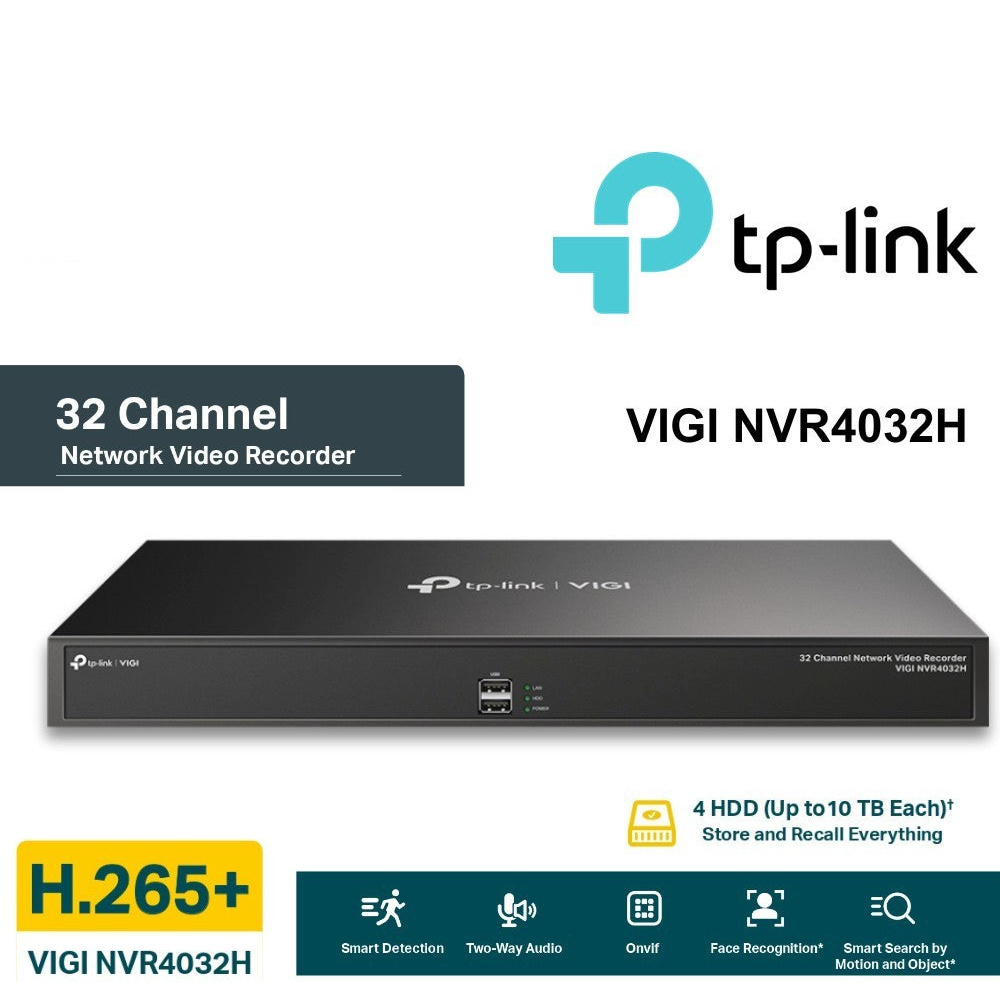 tp-link
32 Channel
Network Video Recorder
VIGI NVR4032H
tp-link | VIGI
tp-link | VIGI
USB
LAN
HDD
POWER
32 Channel Network Video Recorder
VIGI NVR4032H
4 HDD (Up to10 TB Each)†
Store and Recall Everything
H.265+
VIGI NVR4032H
Smart Detection
Two-Way Audio
Onvif
Face Recognition*
Smart Search by
Motion and Object*